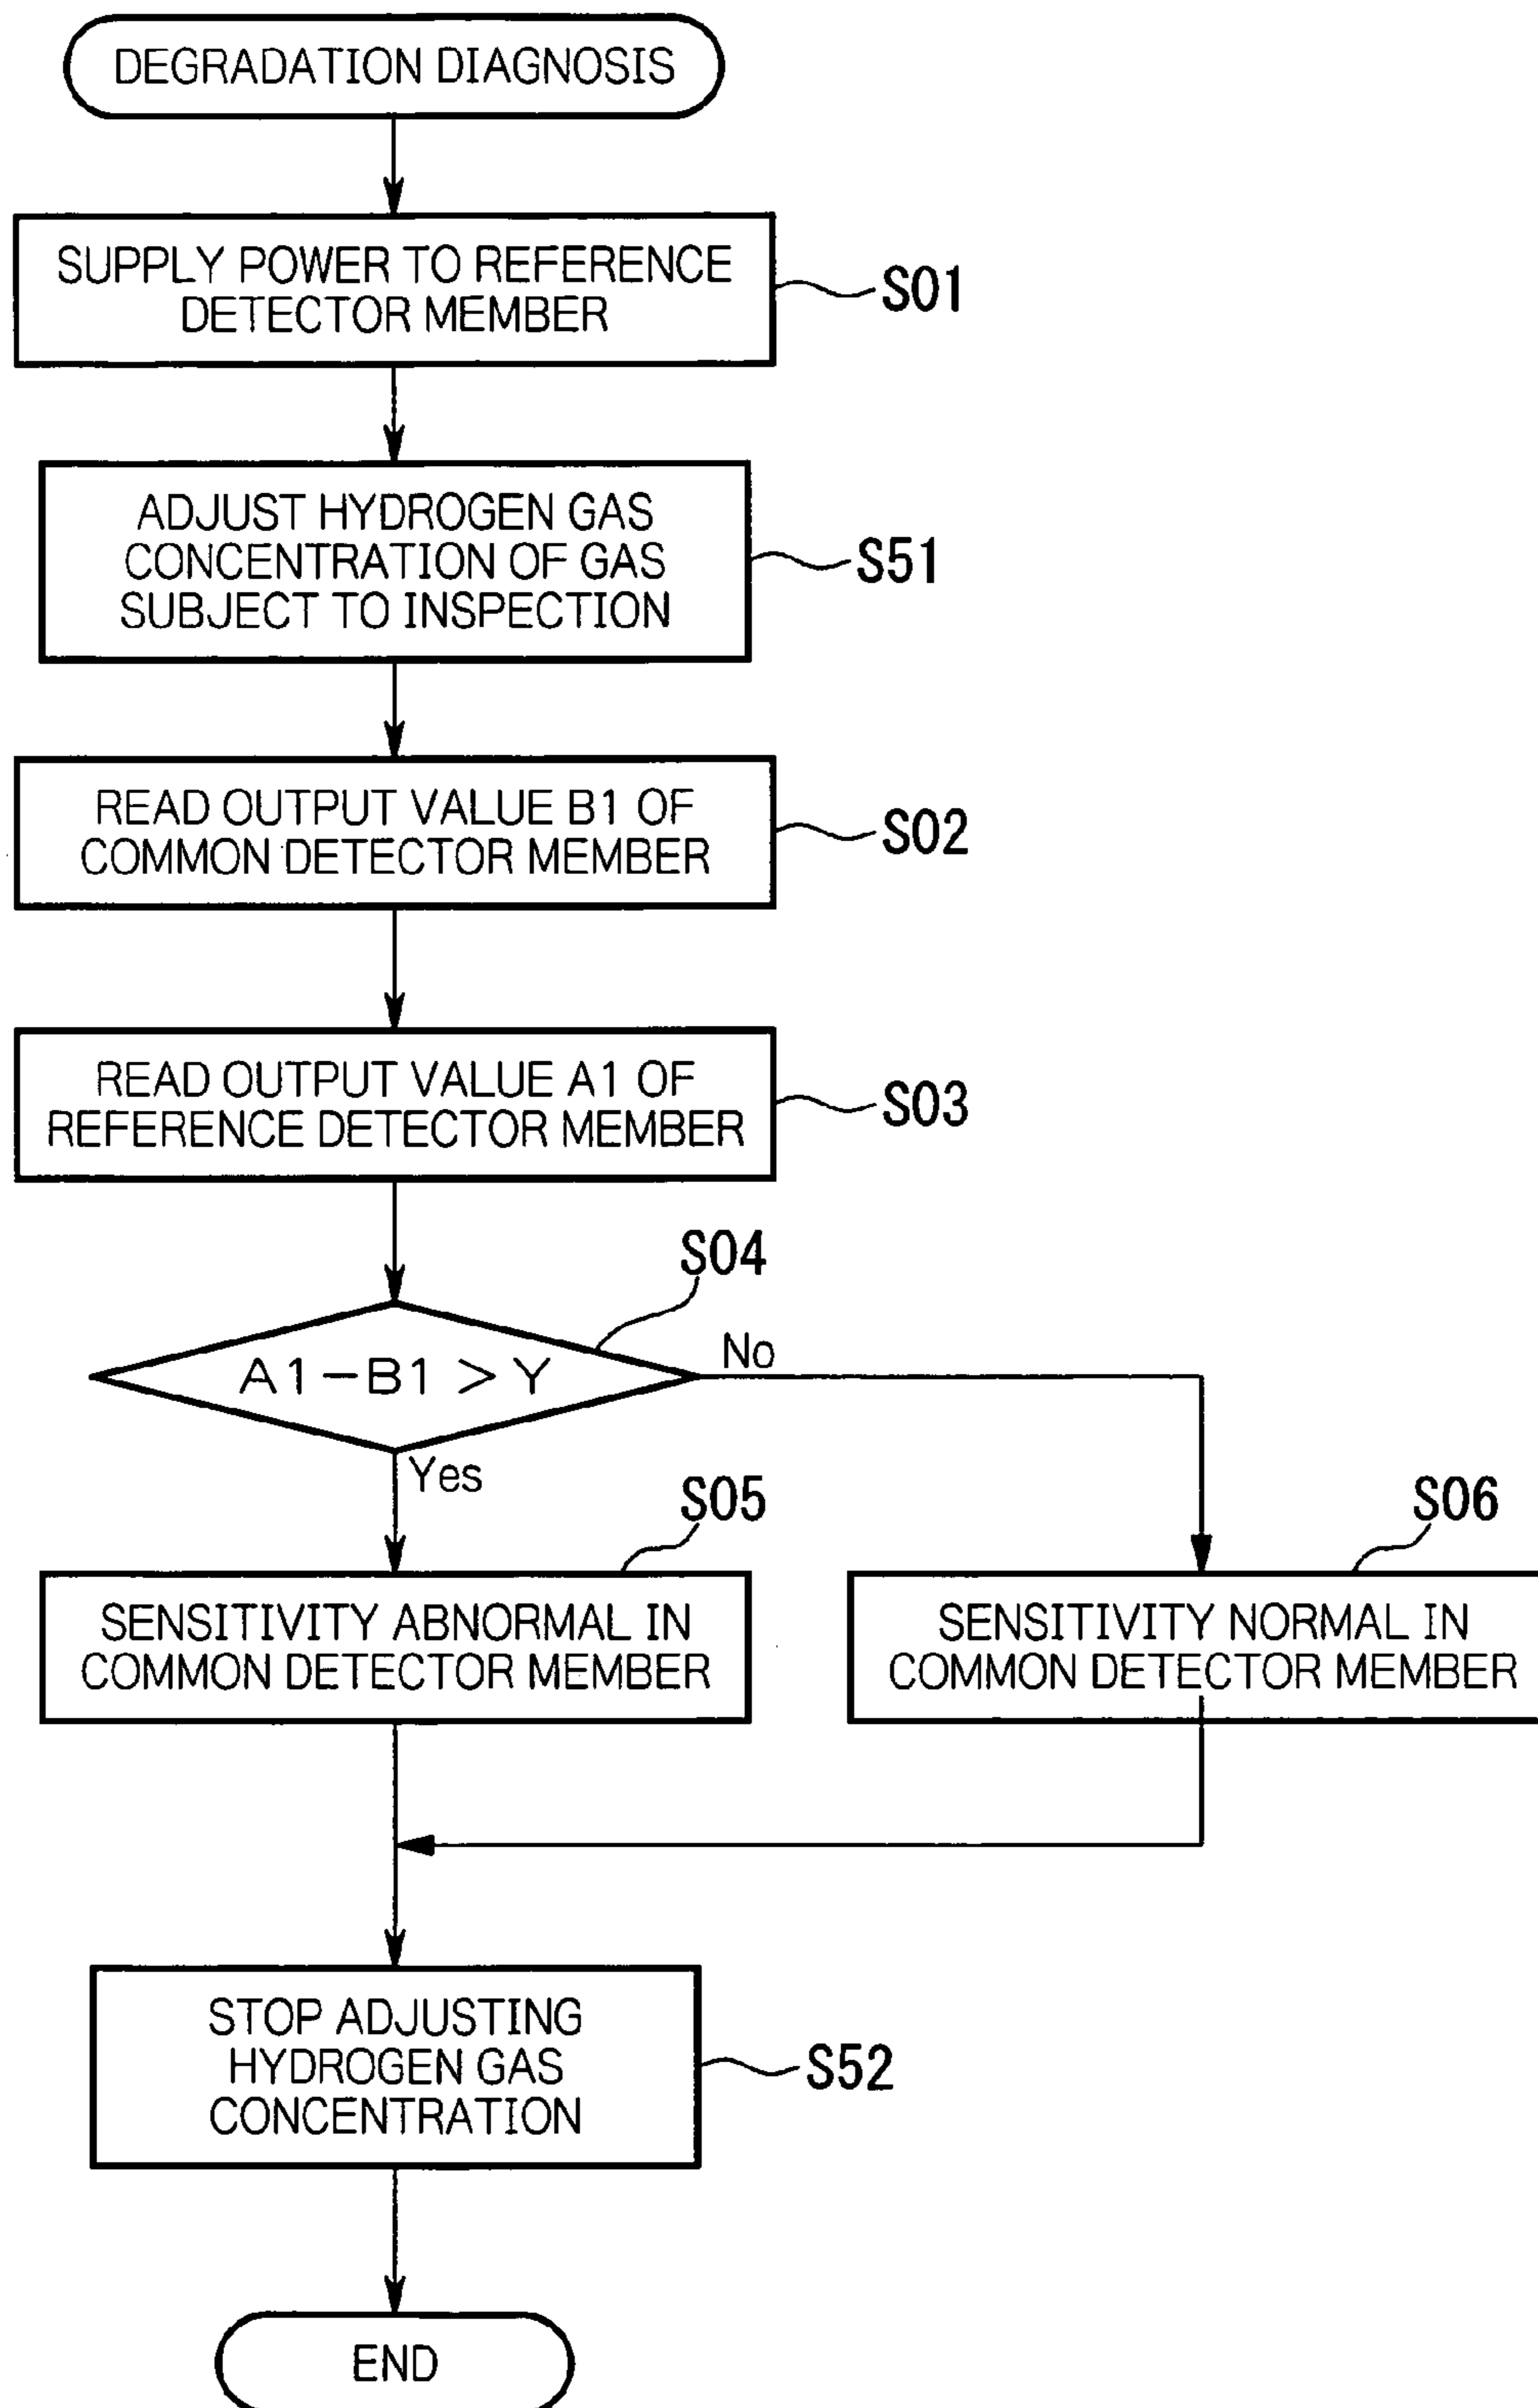 DEGRADATION DIAGNOSIS
SUPPLY POWER TO REFERENCE
DETECTOR MEMBER
S01
ADJUST HYDROGEN GAS
CONCENTRATION OF GAS
SUBJECT TO INSPECTION
S51
READ OUTPUT VALUE B1 OF
COMMON DETECTOR MEMBER
S02
READ OUTPUT VALUE A1 OF
REFERENCE DETECTOR MEMBER
S03
S04
A1-B1 > Y
No
Yes
S05
SENSITIVITY ABNORMAL IN
COMMON DETECTOR MEMBER
S06
SENSITIVITY NORMAL IN
COMMON DETECTOR MEMBER
STOP ADJUSTING
HYDROGEN GAS
CONCENTRATION
S52
END